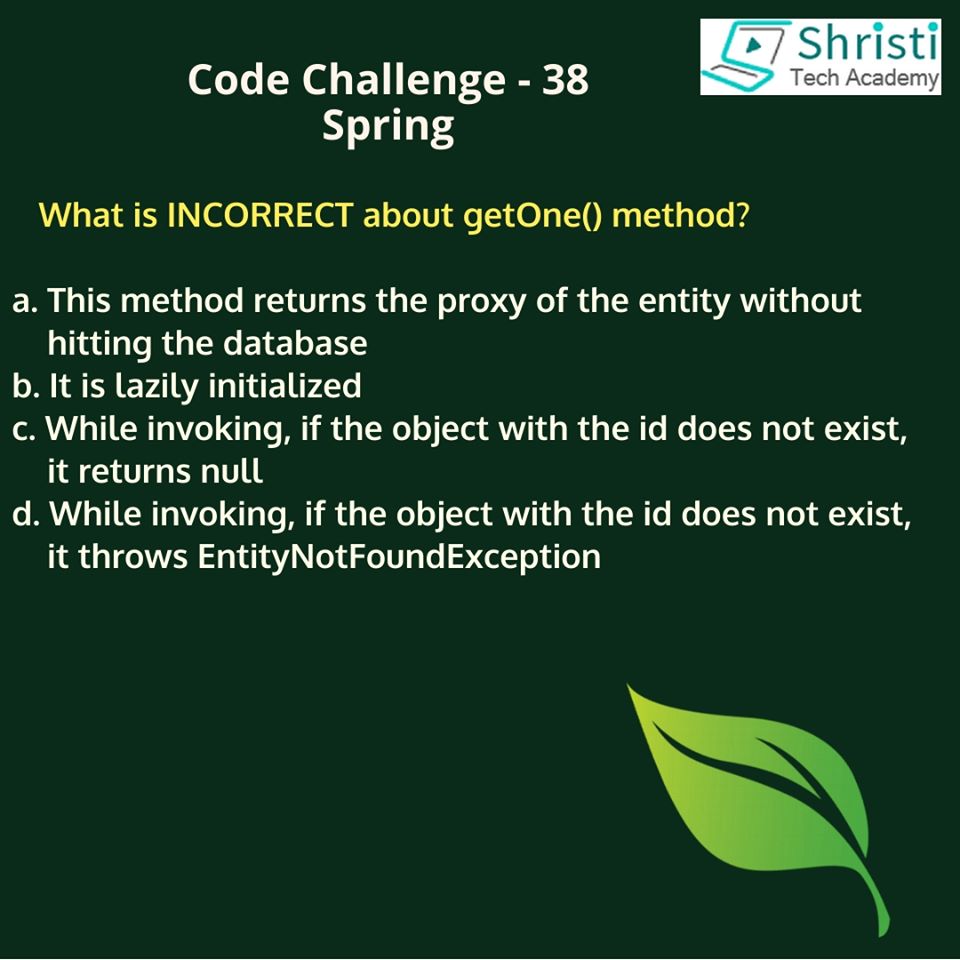 Shristi
Tech Academy
Code Challenge - 38
Spring
What is INCORRECT about getOne() method?
a. This method returns the proxy of the entity without
hitting the database
b. It is lazily initialized
c. While invoking, if the object with the id does not exist,
it returns null
d. While invoking, if the object with the id does not exist,
it throws EntityNotFoundException